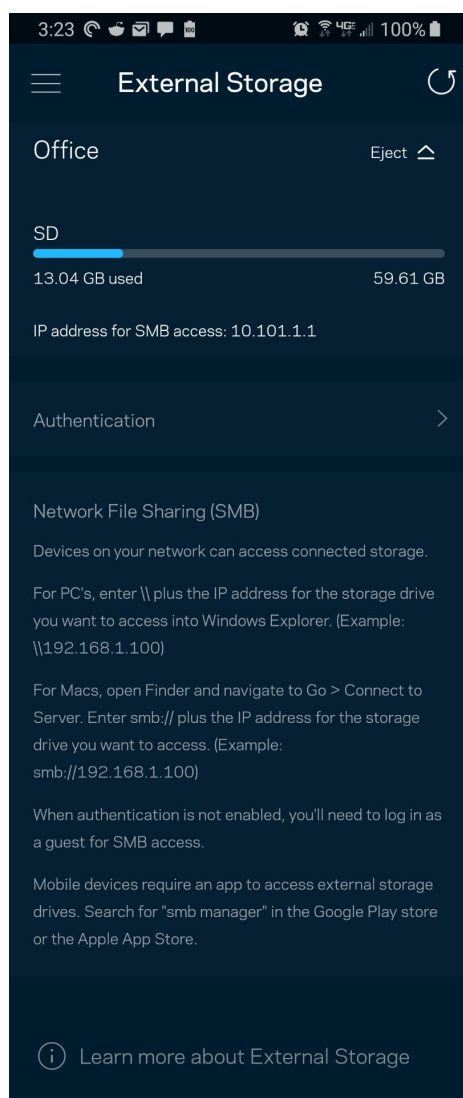 3:23 100%
External Storage
Office Eject
SD
13.04 GB used 59.61 GB
IP address for SMB access: 10.101.1.1
Authentication
Network File Sharing (SMB)
Devices on your network can access connected storage.
For PC's, enter \\ plus the IP address for the storage drive
you want to access into Windows Explorer. (Example:
\\192.168.1.100)
For Macs, open Finder and navigate to Go > Connect to
Server. Enter smb:// plus the IP address for the storage
drive you want to access. (Example:
smb://192.168.1.100)
When authentication is not enabled, you'll need to log in as
a guest for SMB access.
Mobile devices require an app to access external storage
drives. Search for "smb manager" in the Google Play store
or the Apple App Store.
Learn more about External Storage